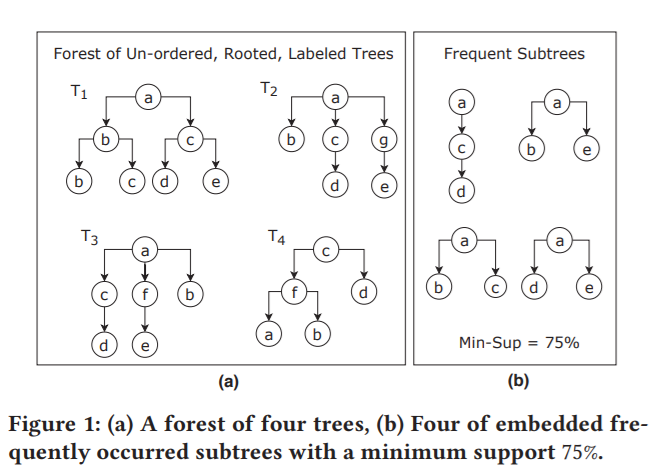 Forest of Un-ordered, Rooted, Labeled Trees
T1
a
b
c
b
c
d
e
T2
a
b
c
g
d
e
T3
a
c
f
b
d
e
T4
c
f
d
a
b
(a)
Frequent Subtrees
a
c
d
a
b
e
a
b
c
a
d
e
Min-Sup = 75%
(b)
Figure 1: (a) A forest of four trees, (b) Four of embedded fre-
quently occurred subtrees with a minimum support 75%.